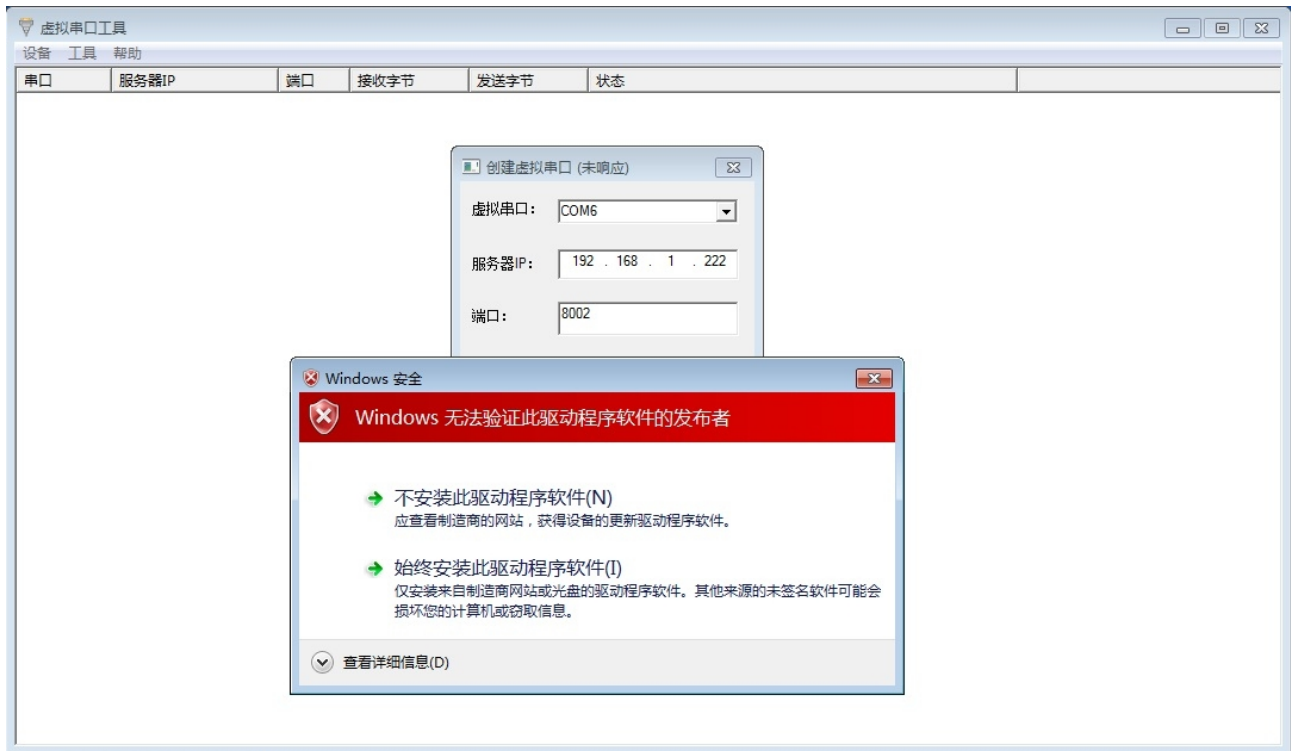 虚拟串口工具
设备 工具 帮助
串口 服务器IP 端口 接收字节 发送字节 状态
创建虚拟串口 (未响应)
虚拟串口： COM6
服务器IP： 192 . 168 . 1 . 222
端口： 8002
Windows 安全
Windows 无法验证此驱动程序软件的发布者
不安装此驱动程序软件(N)
应查看制造商的网站，获得设备的更新驱动程序软件。
始终安装此驱动程序软件(I)
仅安装来自制造商网站或光盘的驱动程序软件。其他来源的未签名软件可能会
损坏您的计算机或窃取信息。
查看详细信息(D)